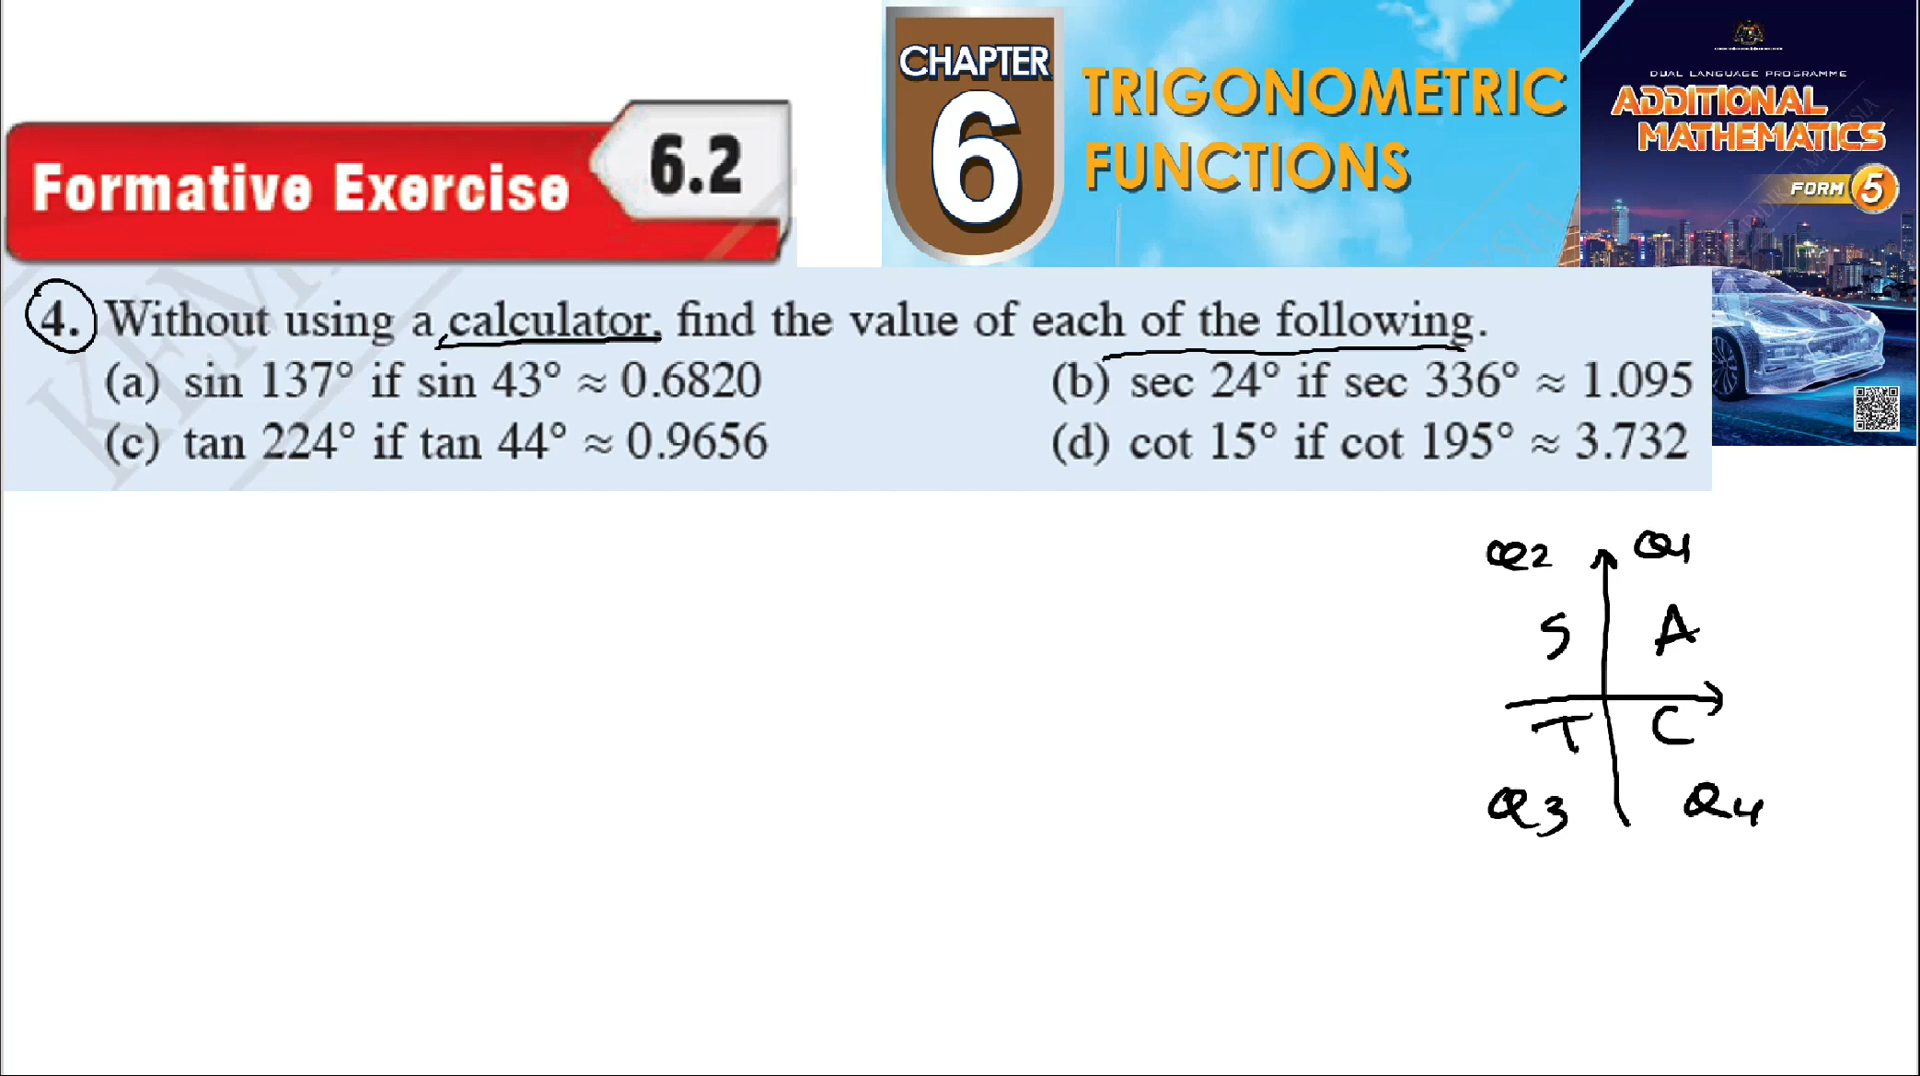 CHAPTER
6
TRIGONOMETRIC
FUNCTIONS
DUAL LANGUAGE PROGRAMME
ADDITIONAL
MATHEMATICS
FORM 5
Formative Exercise 6.2
4. Without using a calculator, find the value of each of the following.
(a) sin 137° if sin 43° ≈ 0.6820
(b) sec 24° if sec 336° ≈ 1.095
(c) tan 224° if tan 44° ≈ 0.9656
(d) cot 15° if cot 195° ≈ 3.732
Q2 Q1
S A
T C
Q3 Q4